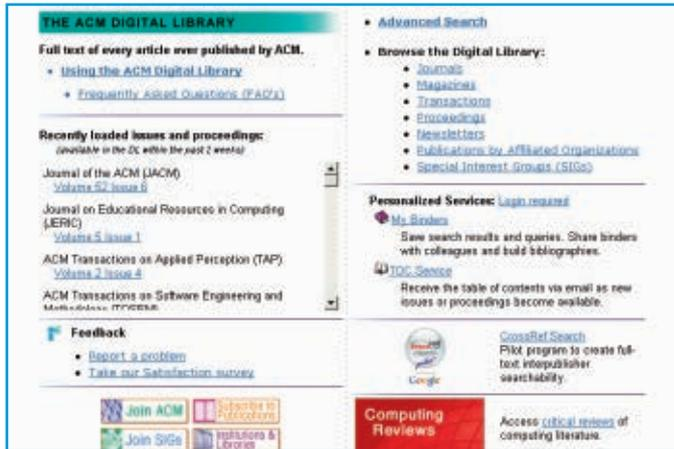 THE ACM DIGITAL LIBRARY
Full text of every article ever published by ACM.
• Using the ACM Digital Library
• Frequently Asked Questions (FAQ's)
Recently loaded issues and proceedings:
(available in the DL within the past 2 weeks)
Journal of the ACM (JACM)
Volume 52 Issue 6
Journal on Educational Resources in Computing
(JERIC)
Volume 5 Issue 1
ACM Transactions on Applied Perception (TAP)
Volume 2 Issue 4
ACM Transactions on Software Engineering and
Methodology (TOSEM)
Feedback
• Report a problem
• Take our Satisfaction survey
Join ACM
Subscribe to
Publications
Join SIGs
Institutions &
Libraries
• Advanced Search
• Browse the Digital Library:
• Journals
• Magazines
• Transactions
• Proceedings
• Newsletters
• Publications by Affiliated Organizations
• Special Interest Groups (SIGs)
Personalized Services: Login required
My Binders
Save search results and queries. Share binders
with colleagues and build bibliographies.
TOC Service
Receive the table of contents via email as new
issues or proceedings become available.
Google
CrossRef Search
Pilot program to create full-
text interpublisher
searchability.
Computing
Reviews
Access critical reviews of
computing literature.